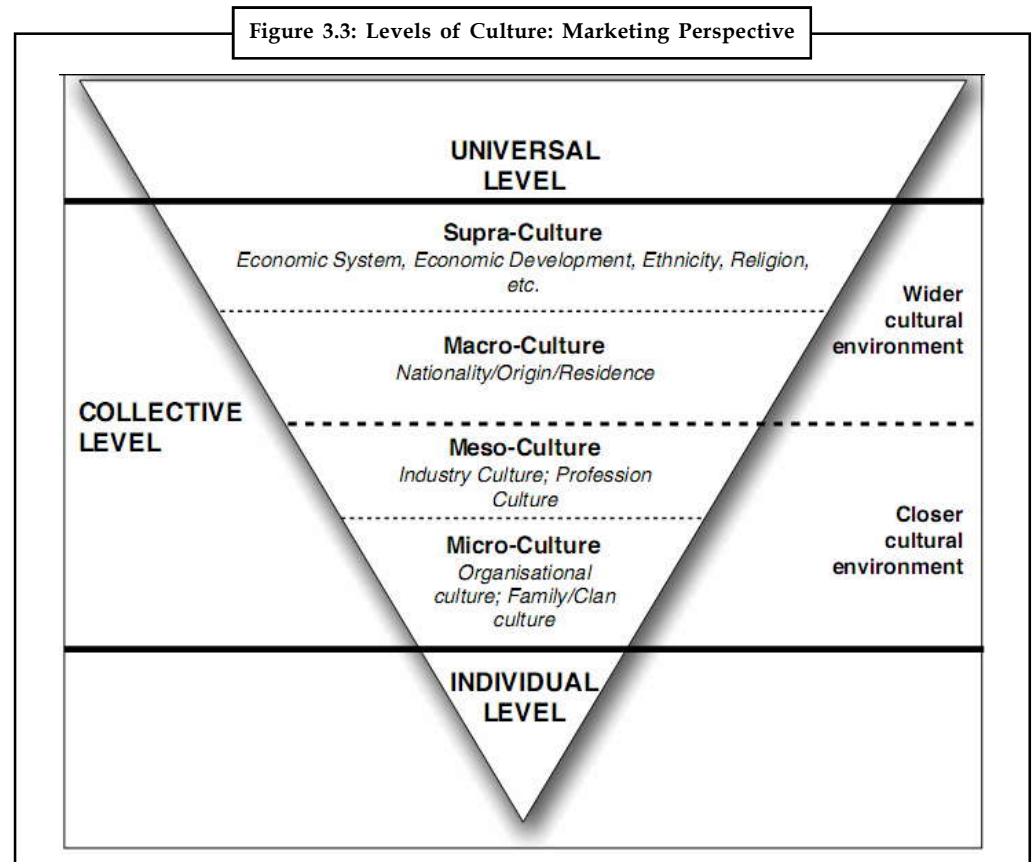 Figure 3.3: Levels of Culture: Marketing Perspective
UNIVERSAL
LEVEL
Supra-Culture
Economic System, Economic Development, Ethnicity, Religion,
etc.
Wider
cultural
environment
Macro-Culture
Nationality/Origin/Residence
COLLECTIVE
LEVEL
Meso-Culture
Industry Culture; Profession
Culture
Closer
cultural
environment
Micro-Culture
Organisational
culture; Family/Clan
culture
INDIVIDUAL
LEVEL